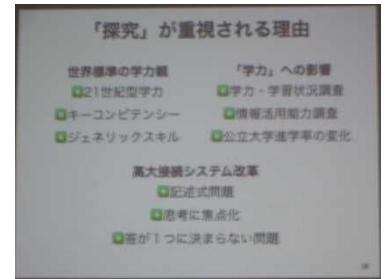 「探究」が重視される理由
世界標準の学力観
21世紀型学力
キーコンピテンシー
ジェネリックスキル
「学力」への影響
学力・学習状況調査
情報活用能力調査
公立大学進学率の変化
高大接続システム改革
記述式問題
思考に焦点化
答が1つに決まらない問題